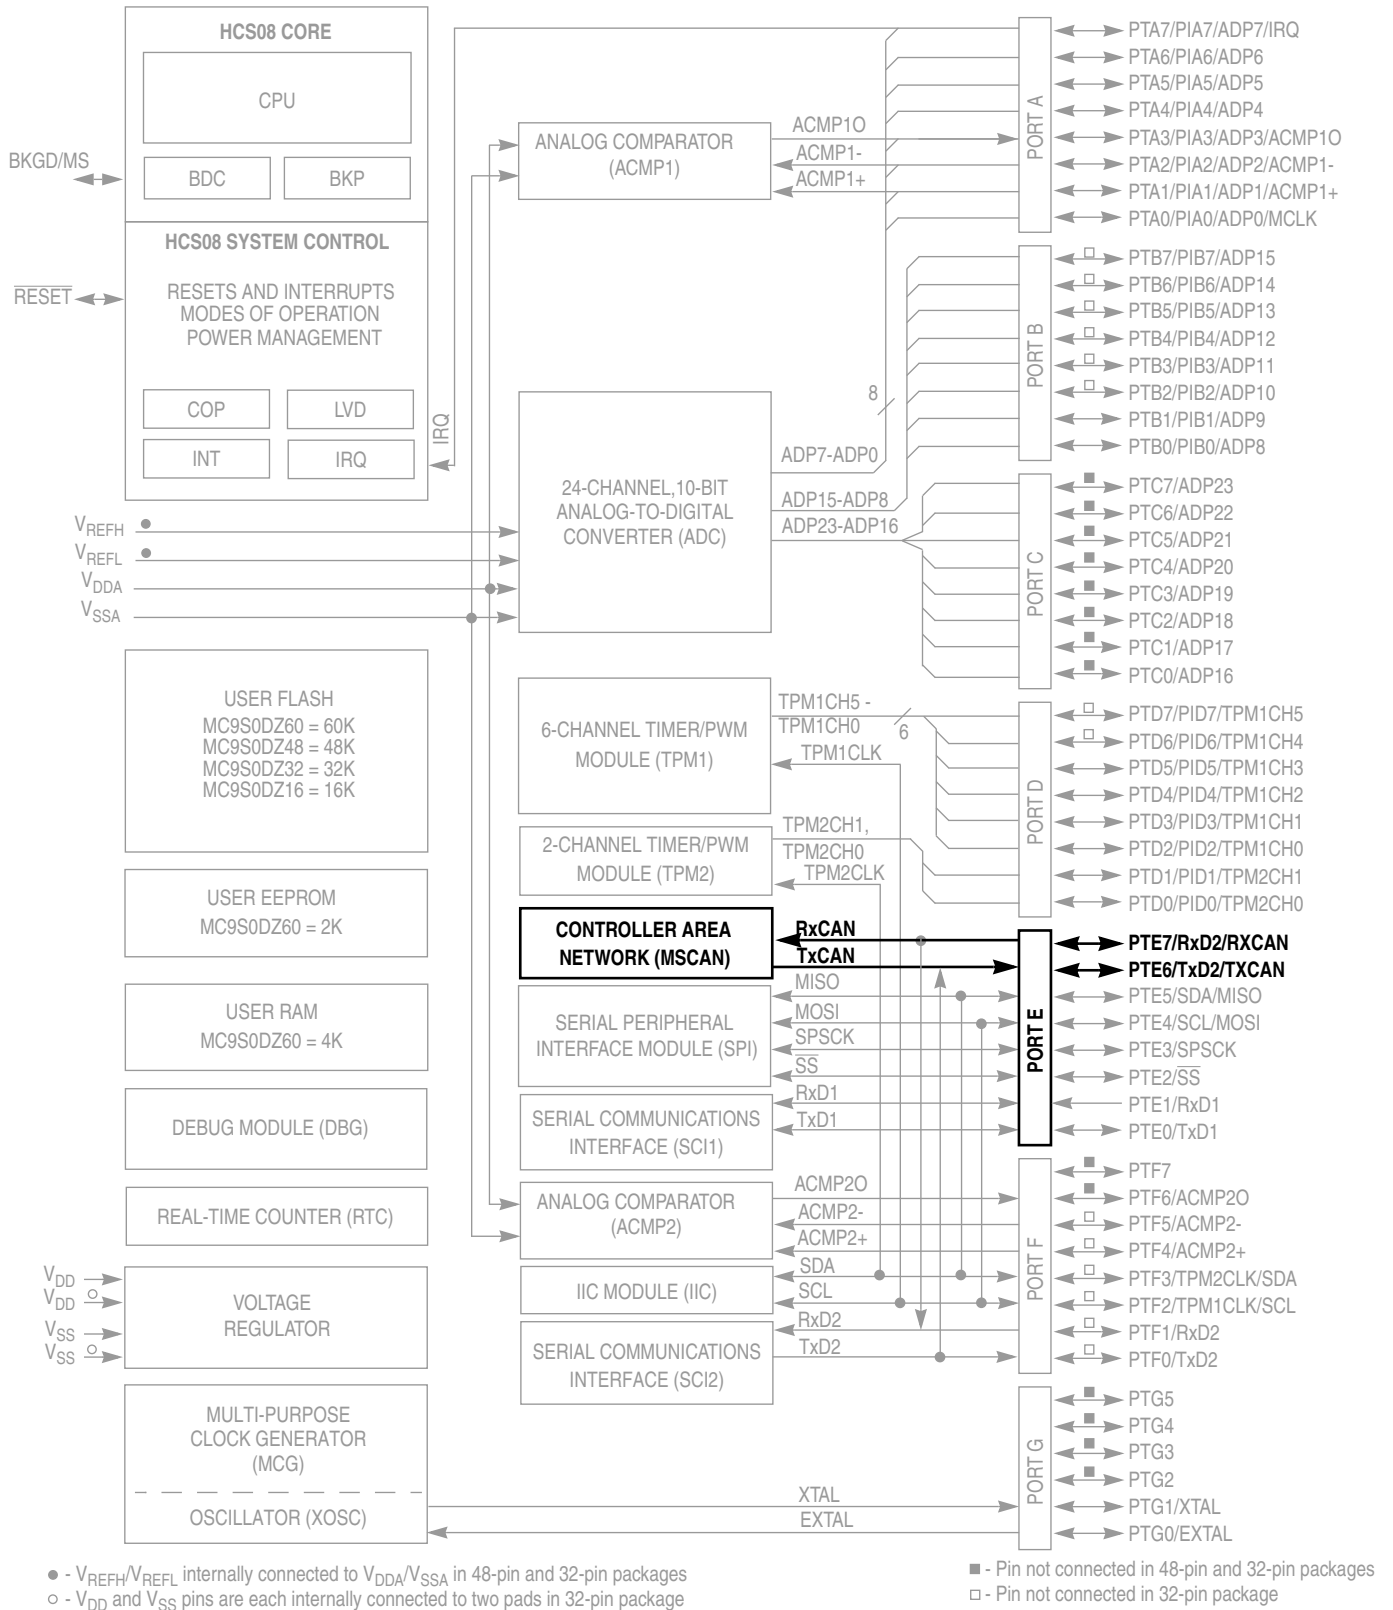 HCS08 CORE
CPU
BDC
BKP
BKGD/MS
HCS08 SYSTEM CONTROL
RESETS AND INTERRUPTS
MODES OF OPERATION
POWER MANAGEMENT
RESET
COP
LVD
INT
IRQ
IRQ
VREFH
VREFL
VDDA
VSSA
USER FLASH
MC9S0DZ60 = 60K
MC9S0DZ48 = 48K
MC9S0DZ32 = 32K
MC9S0DZ16 = 16K
USER EEPROM
MC9S0DZ60 = 2K
USER RAM
MC9S0DZ60 = 4K
DEBUG MODULE (DBG)
REAL-TIME COUNTER (RTC)
VDD
VDD
VSS
VSS
VOLTAGE
REGULATOR
MULTI-PURPOSE
CLOCK GENERATOR
(MCG)
OSCILLATOR (XOSC)
ANALOG COMPARATOR
(ACMP1)
ACMP1O
ACMP1-
ACMP1+
24-CHANNEL,10-BIT
ANALOG-TO-DIGITAL
CONVERTER (ADC)
8
ADP7-ADP0
ADP15-ADP8
ADP23-ADP16
6-CHANNEL TIMER/PWM
MODULE (TPM1)
TPM1CH5 -
TPM1CH0
6
TPM1CLK
2-CHANNEL TIMER/PWM
MODULE (TPM2)
TPM2CH1,
TPM2CH0
TPM2CLK
CONTROLLER AREA
NETWORK (MSCAN)
RxCAN
TxCAN
SERIAL PERIPHERAL
INTERFACE MODULE (SPI)
MISO
MOSI
SPSCK
SS
SERIAL COMMUNICATIONS
INTERFACE (SCI1)
RxD1
TxD1
ANALOG COMPARATOR
(ACMP2)
ACMP2O
ACMP2-
ACMP2+
IIC MODULE (IIC)
SDA
SCL
SERIAL COMMUNICATIONS
INTERFACE (SCI2)
RxD2
TxD2
XTAL
EXTAL
PORT A
PTA7/PIA7/ADP7/IRQ
PTA6/PIA6/ADP6
PTA5/PIA5/ADP5
PTA4/PIA4/ADP4
PTA3/PIA3/ADP3/ACMP1O
PTA2/PIA2/ADP2/ACMP1-
PTA1/PIA1/ADP1/ACMP1+
PTA0/PIA0/ADP0/MCLK
PORT B
PTB7/PIB7/ADP15
PTB6/PIB6/ADP14
PTB5/PIB5/ADP13
PTB4/PIB4/ADP12
PTB3/PIB3/ADP11
PTB2/PIB2/ADP10
PTB1/PIB1/ADP9
PTB0/PIB0/ADP8
PORT C
PTC7/ADP23
PTC6/ADP22
PTC5/ADP21
PTC4/ADP20
PTC3/ADP19
PTC2/ADP18
PTC1/ADP17
PTC0/ADP16
PORT D
PTD7/PID7/TPM1CH5
PTD6/PID6/TPM1CH4
PTD5/PID5/TPM1CH3
PTD4/PID4/TPM1CH2
PTD3/PID3/TPM1CH1
PTD2/PID2/TPM1CH0
PTD1/PID1/TPM2CH1
PTD0/PID0/TPM2CH0
PORT E
PTE7/RxD2/RXCAN
PTE6/TxD2/TXCAN
PTE5/SDA/MISO
PTE4/SCL/MOSI
PTE3/SPSCK
PTE2/SS
PTE1/RxD1
PTE0/TxD1
PORT F
PTF7
PTF6/ACMP2O
PTF5/ACMP2-
PTF4/ACMP2+
PTF3/TPM2CLK/SDA
PTF2/TPM1CLK/SCL
PTF1/RxD2
PTF0/TxD2
PORT G
PTG5
PTG4
PTG3
PTG2
PTG1/XTAL
PTG0/EXTAL
● - VREFH/VREFL internally connected to VDDA/VSSA in 48-pin and 32-pin packages
○ - VDD and VSS pins are each internally connected to two pads in 32-pin package
■ - Pin not connected in 48-pin and 32-pin packages
□ - Pin not connected in 32-pin package